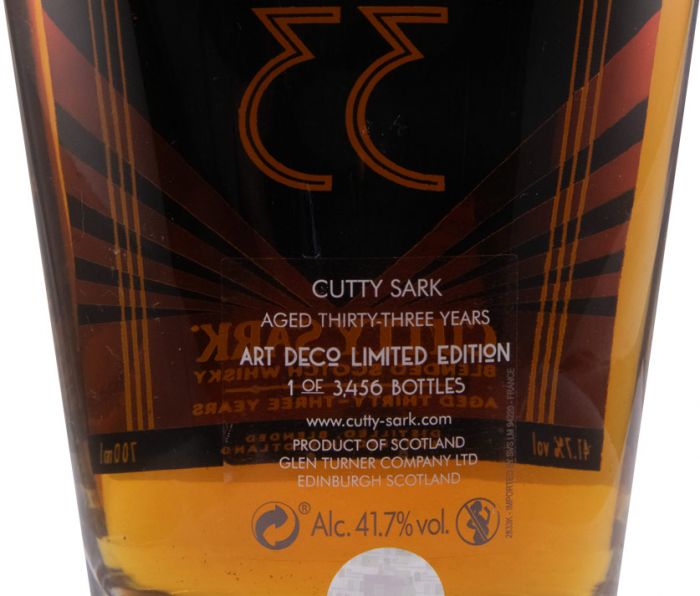 33
CUTTY SARK
AGED THIRTY-THREE YEARS
ART DECO LIMITED EDITION
1 OF 3,456 BOTTLES
www.cutty-sark.com
PRODUCT OF SCOTLAND
GLEN TURNER COMPANY LTD
EDINBURGH SCOTLAND
® Alc. 41.7% vol.
CUTTY SARK
BLENDED SCOTCH WHISKY
AGED THIRTY-THREE YEARS
700ml
41.7% vol